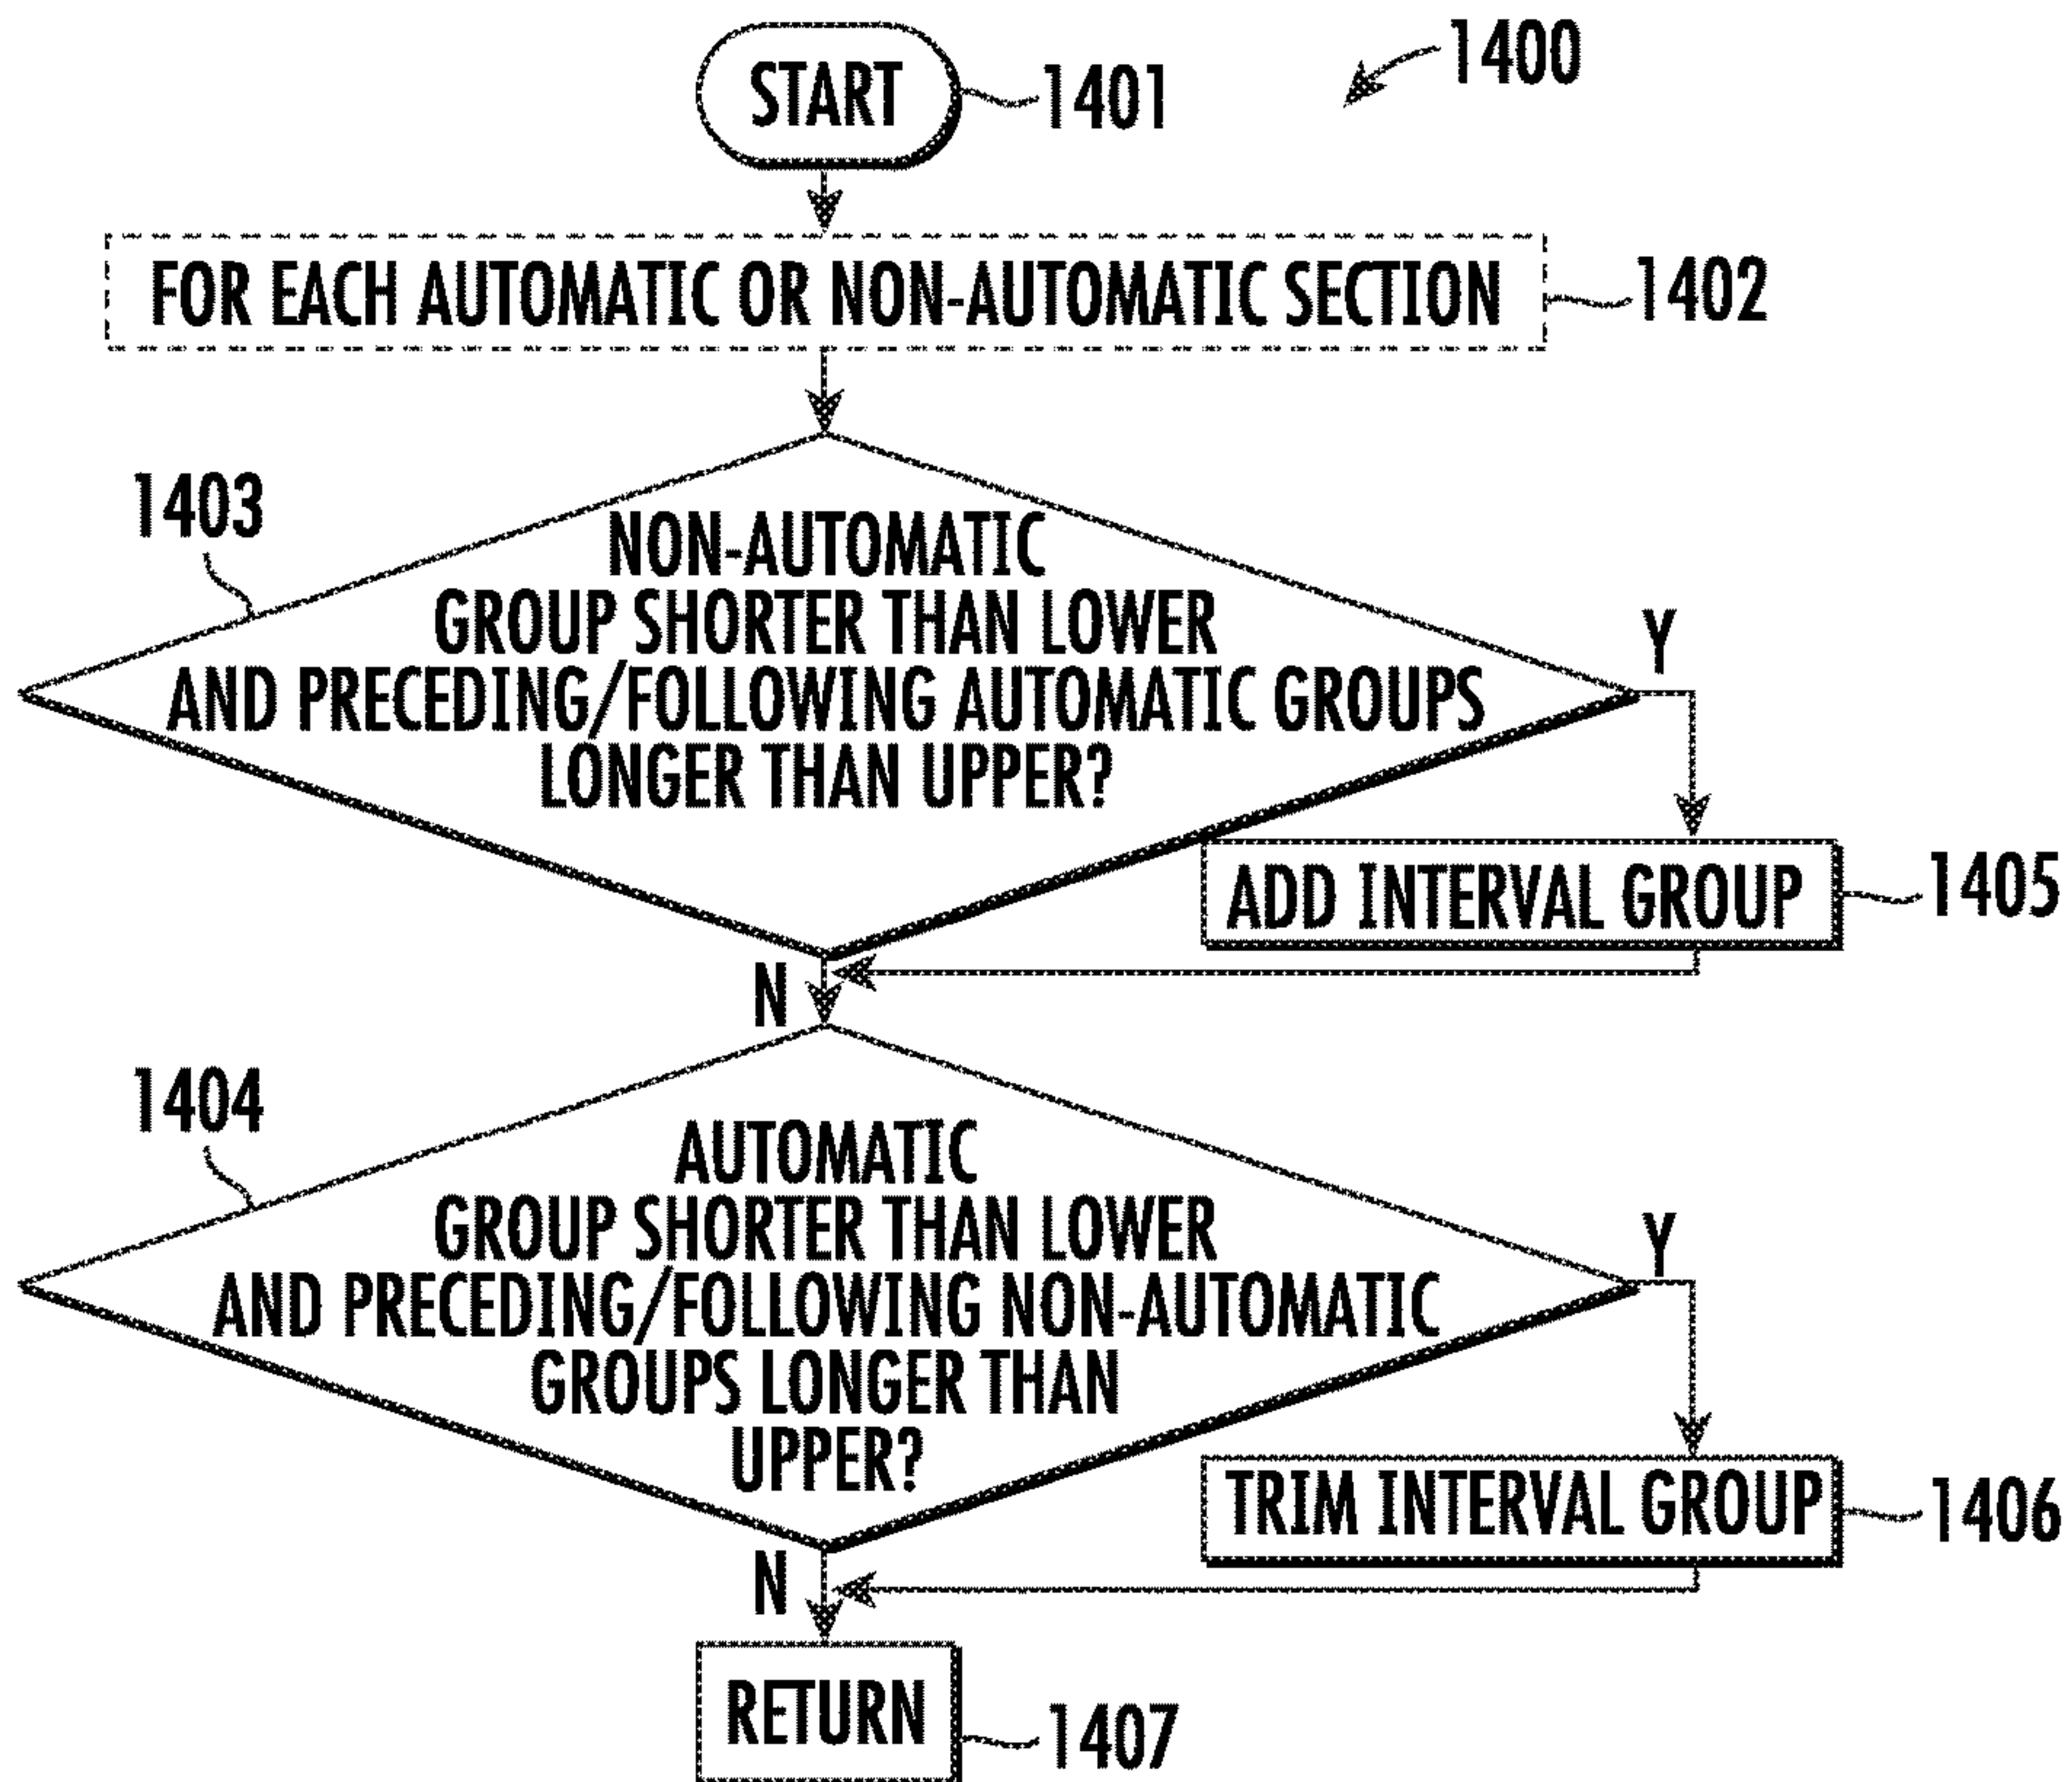 1400
START
1401
FOR EACH AUTOMATIC OR NON-AUTOMATIC SECTION
1402
1403
NON-AUTOMATIC
GROUP SHORTER THAN LOWER
AND PRECEDING/FOLLOWING AUTOMATIC GROUPS
LONGER THAN UPPER?
Y
ADD INTERVAL GROUP
1405
N
1404
AUTOMATIC
GROUP SHORTER THAN LOWER
AND PRECEDING/FOLLOWING NON-AUTOMATIC
GROUPS LONGER THAN
UPPER?
Y
TRIM INTERVAL GROUP
1406
N
RETURN
1407